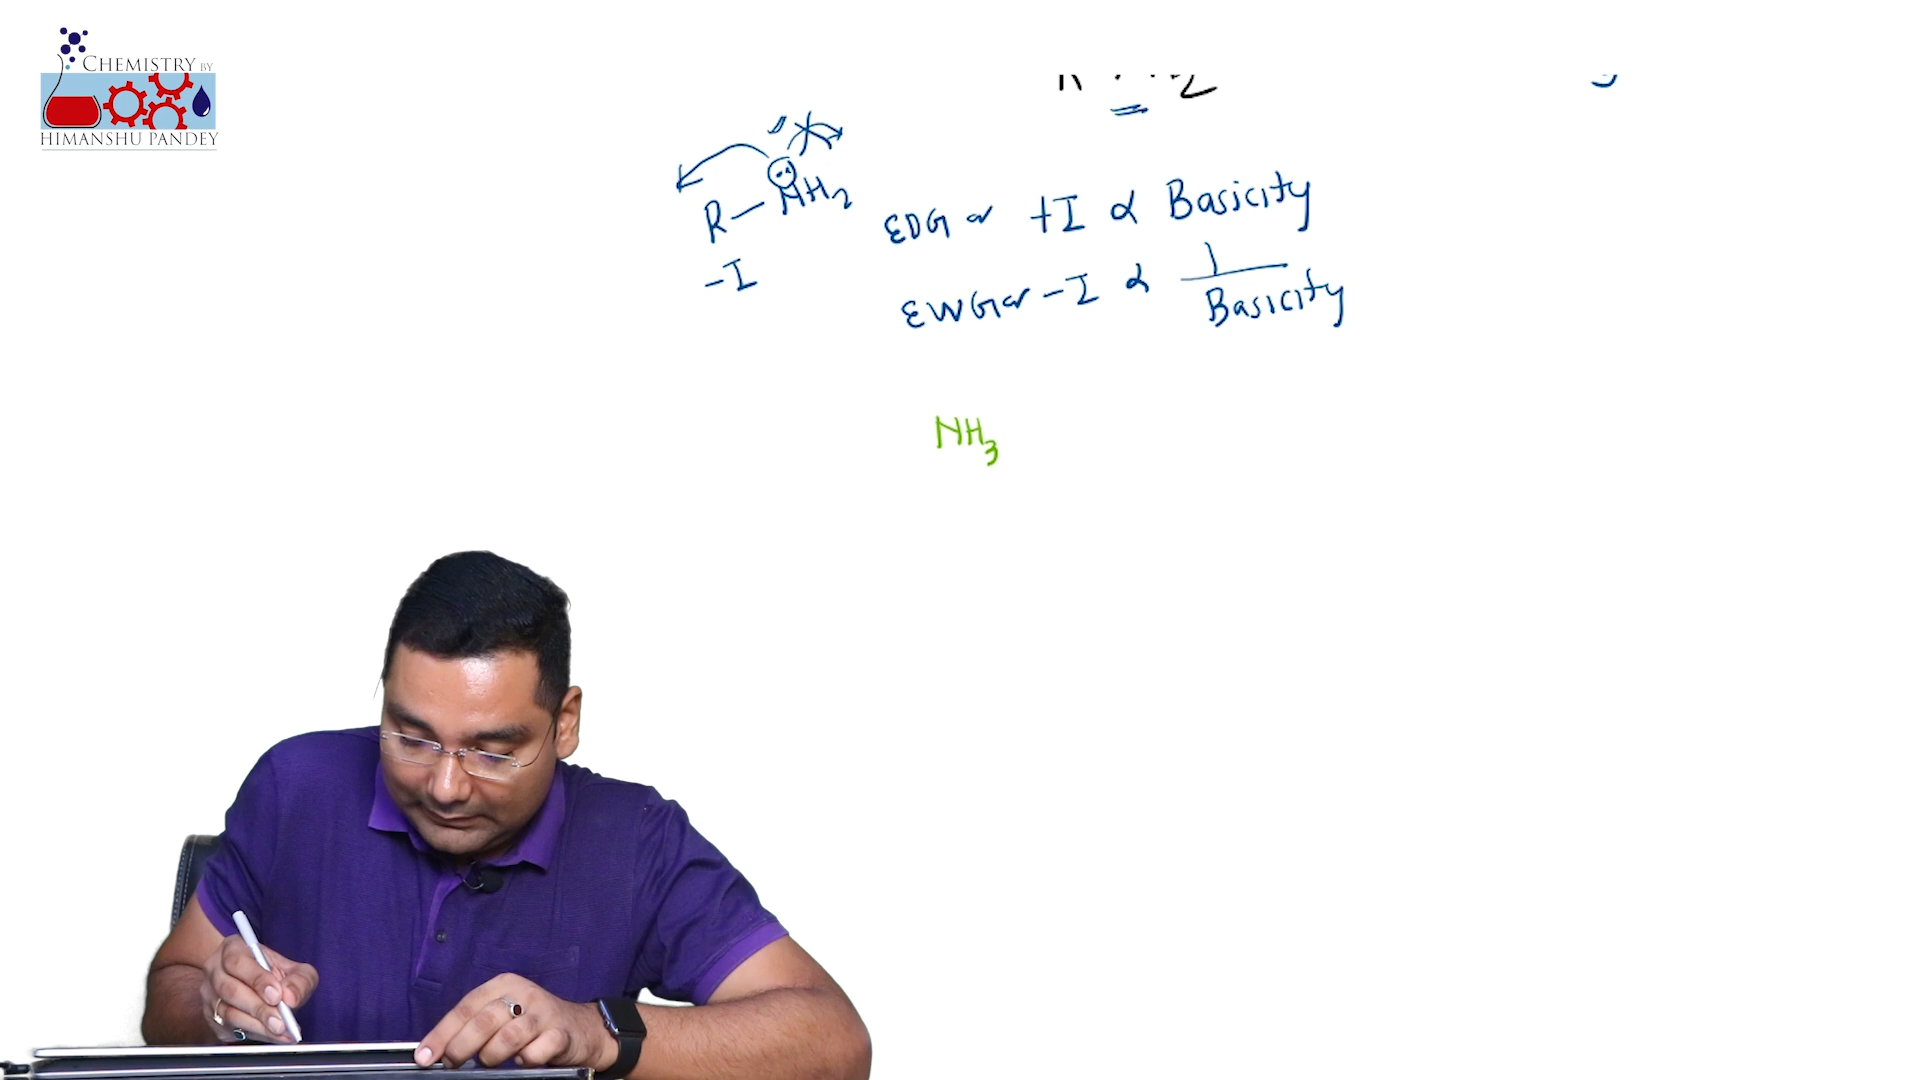 CHEMISTRY BY
HIMANSHU PANDEY
R-NH2
-I
EDG or +I α Basicity
EWG or -I α 1/Basicity
NH3